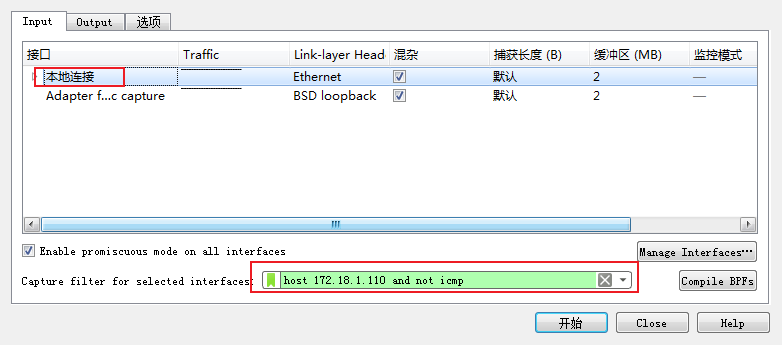 Input Output 选项
接口 Traffic Link-layer Head 混杂 捕获长度 (B) 缓冲区 (MB) 监控模式
本地连接 Ethernet 默认 2 —
Adapter f...c capture BSD loopback 默认 2 —
Enable promiscuous mode on all interfaces Manage Interfaces…
Capture filter for selected interfaces: host 172.18.1.110 and not icmp Compile BPFs
开始 Close Help